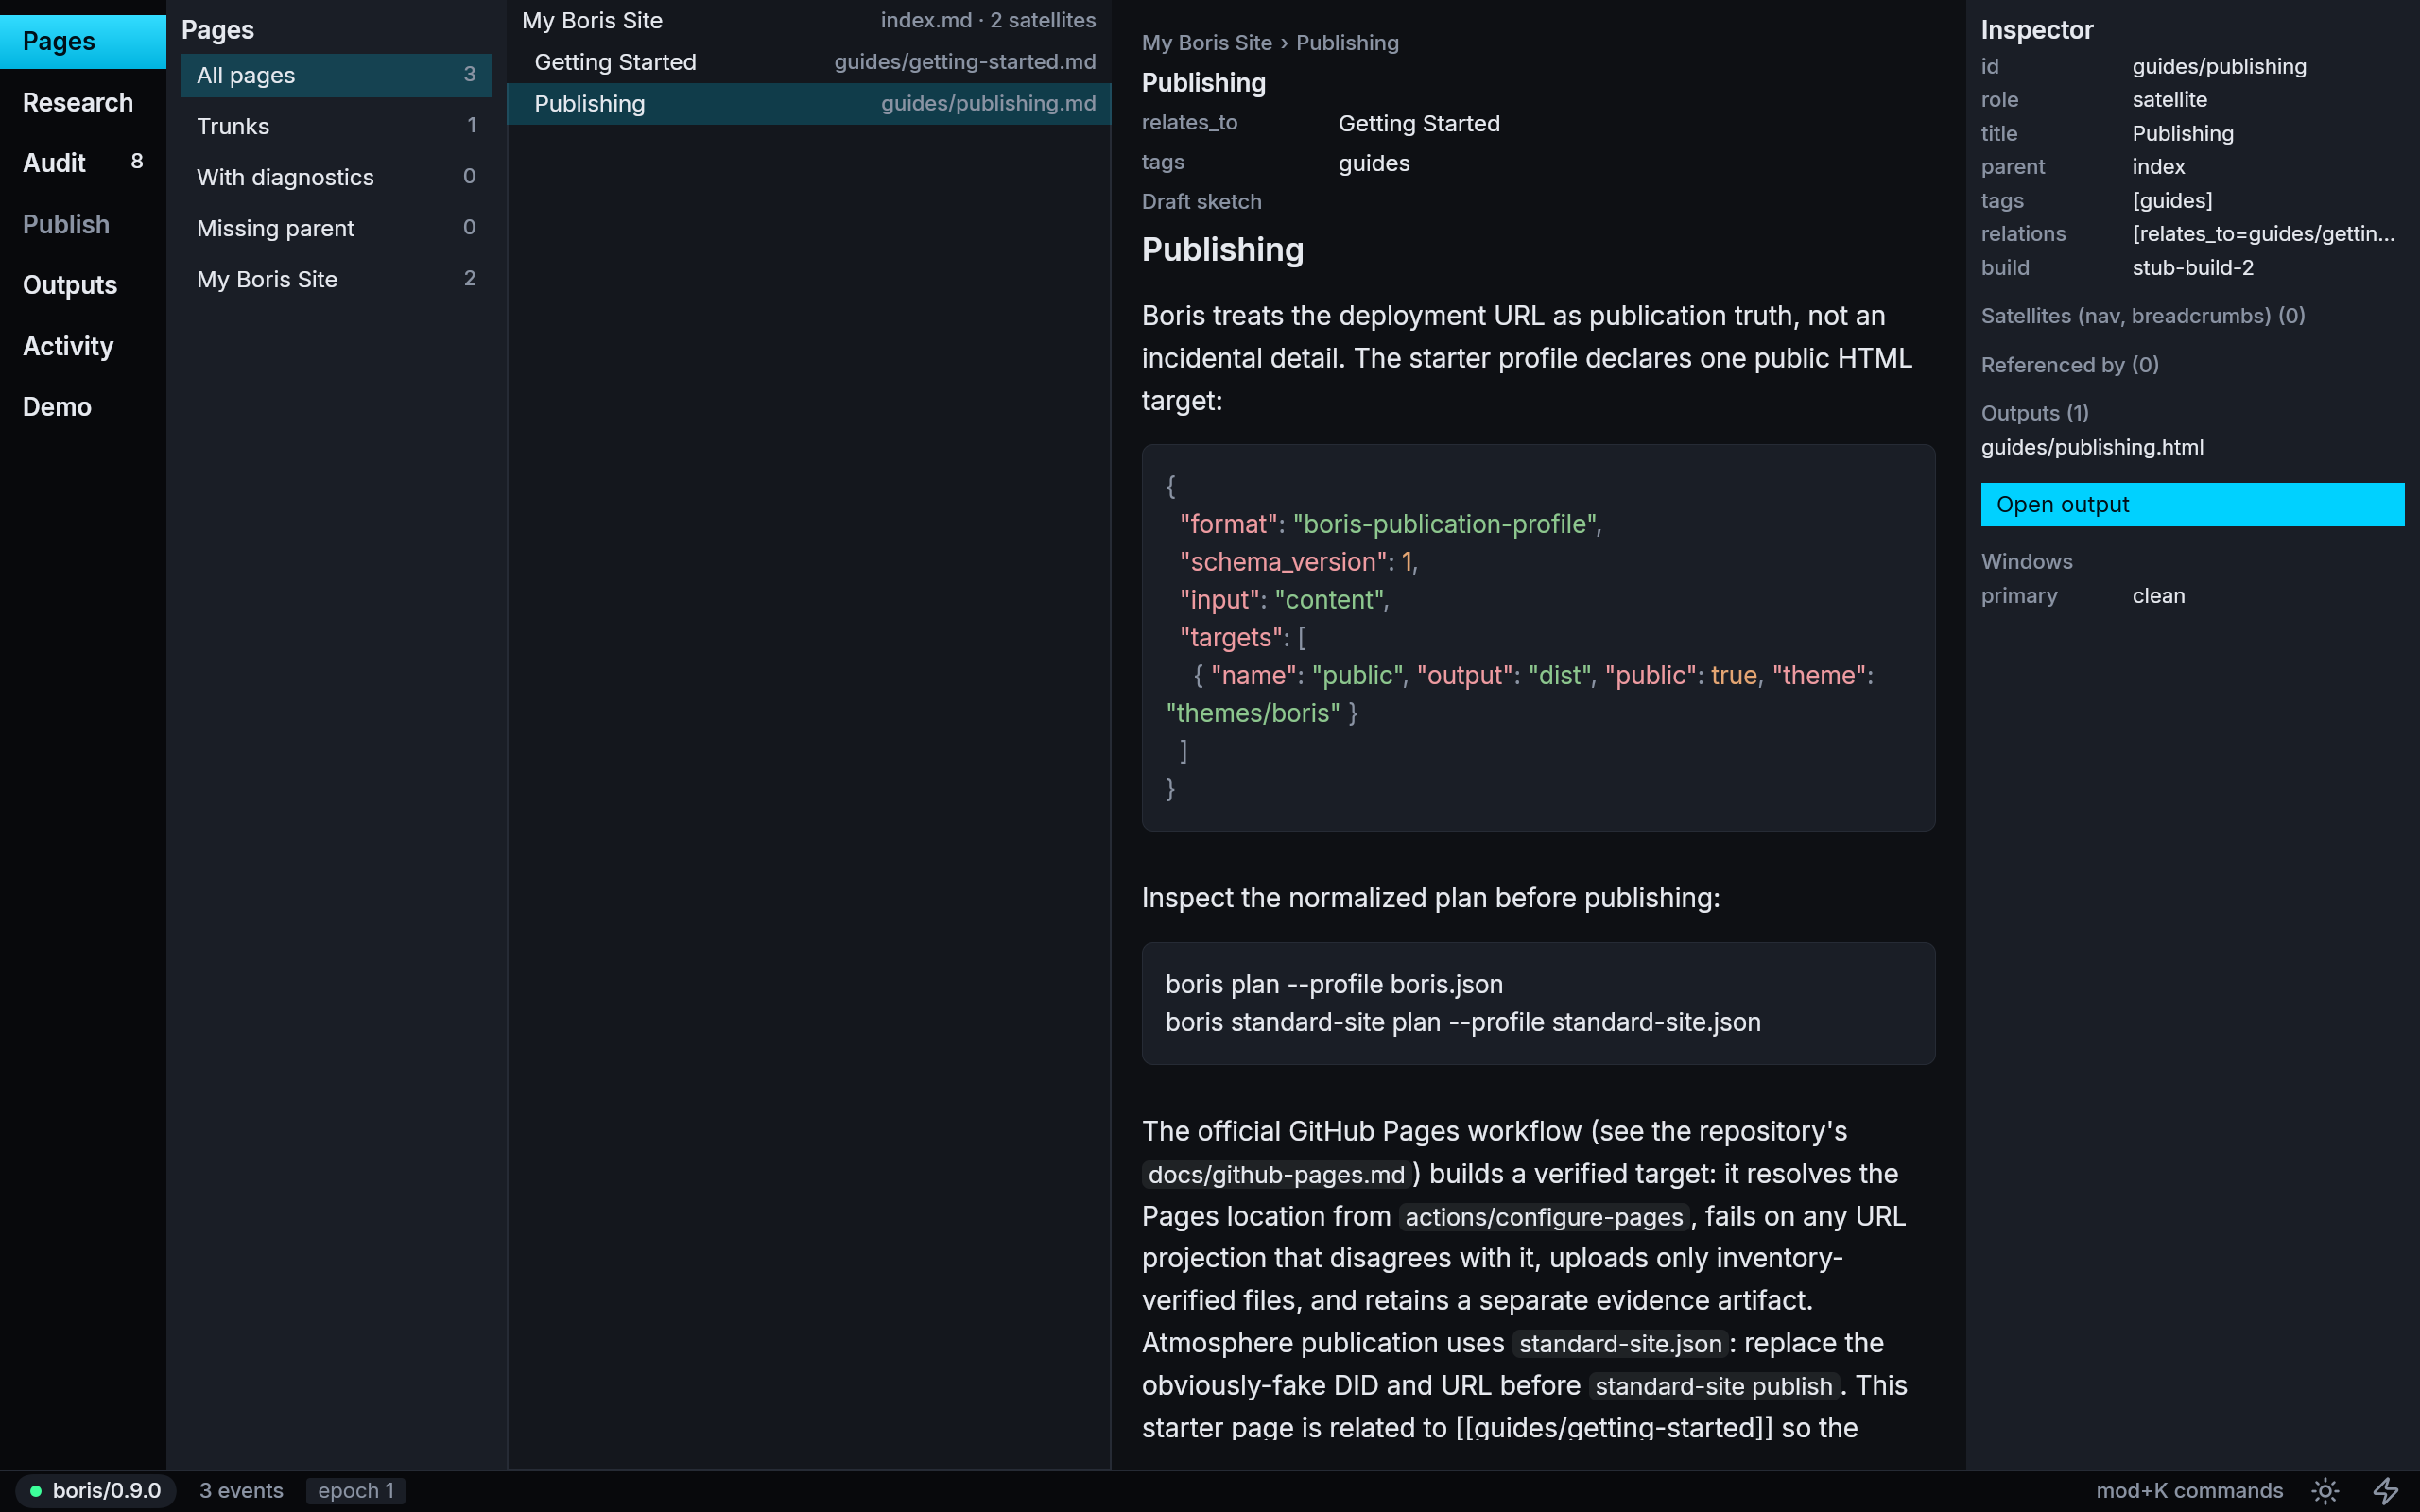 Pages
Research
Audit 8
Publish
Outputs
Activity
Demo
Pages
All pages 3
Trunks 1
With diagnostics 0
Missing parent 0
My Boris Site 2
My Boris Site index.md · 2 satellites
Getting Started guides/getting-started.md
Publishing guides/publishing.md
My Boris Site › Publishing
Publishing
relates_to Getting Started
tags guides
Draft sketch
Publishing
Boris treats the deployment URL as publication truth, not an
incidental detail. The starter profile declares one public HTML
target:
{
"format": "boris-publication-profile",
"schema_version": 1,
"input": "content",
"targets": [
{ "name": "public", "output": "dist", "public": true, "theme":
"themes/boris" }
]
}
Inspect the normalized plan before publishing:
boris plan --profile boris.json
boris standard-site plan --profile standard-site.json
The official GitHub Pages workflow (see the repository's
docs/github-pages.md) builds a verified target: it resolves the
Pages location from actions/configure-pages, fails on any URL
projection that disagrees with it, uploads only inventory-
verified files, and retains a separate evidence artifact.
Atmosphere publication uses standard-site.json: replace the
obviously-fake DID and URL before standard-site publish. This
starter page is related to [[guides/getting-started]] so the
Inspector
id guides/publishing
role satellite
title Publishing
parent index
tags [guides]
relations [relates_to=guides/gettin...
build stub-build-2
Satellites (nav, breadcrumbs) (0)
Referenced by (0)
Outputs (1)
guides/publishing.html
Open output
Windows
primary clean
boris/0.9.0 3 events epoch 1
mod+K commands